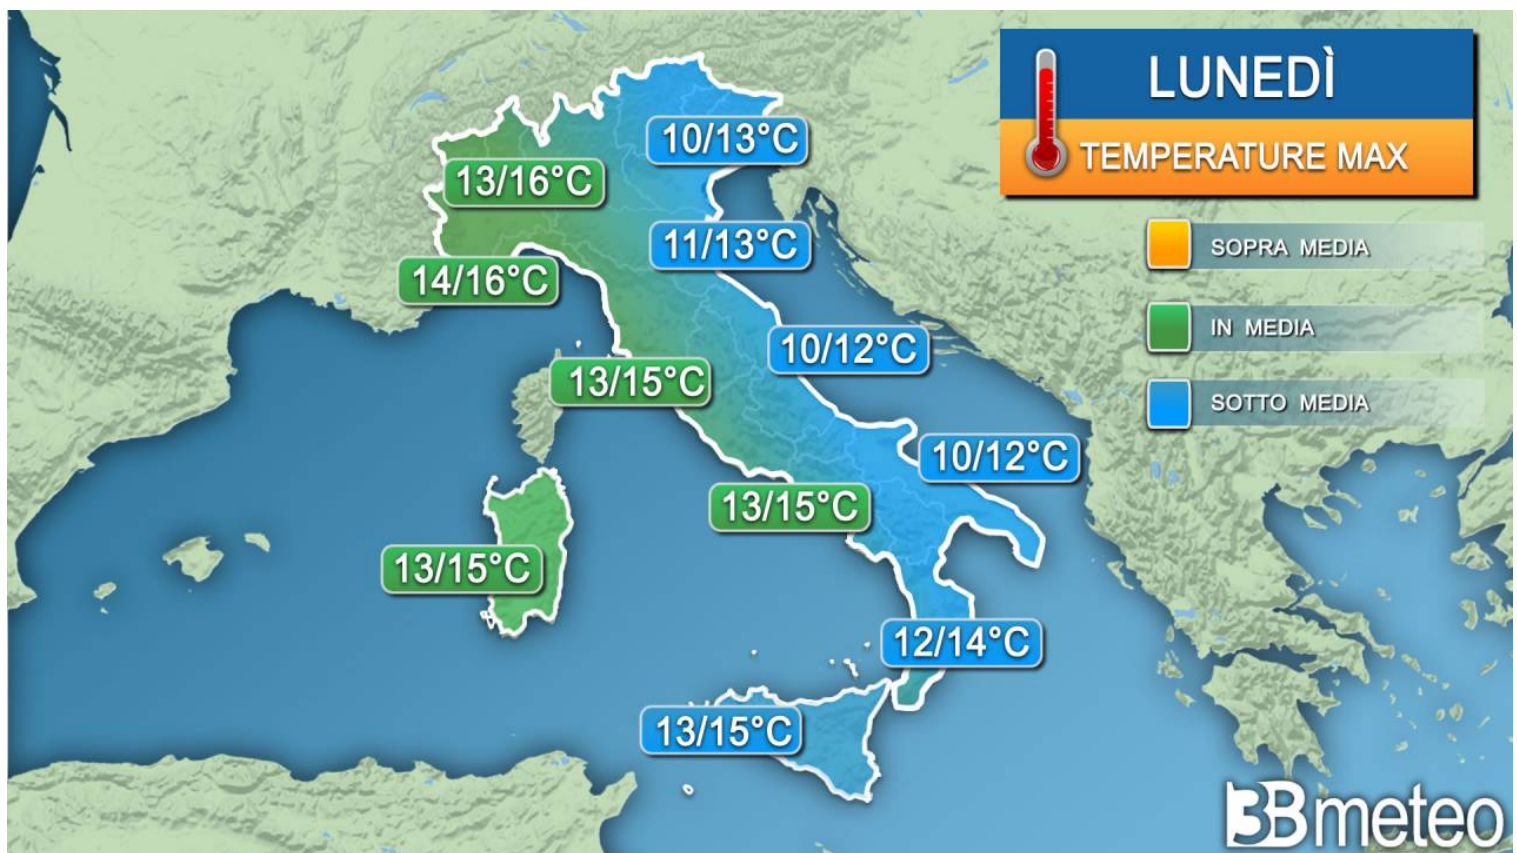 LUNEDÌ
TEMPERATURE MAX
10/13°C
13/16°C
11/13°C
SOPRA MEDIA
14/16°C
IN MEDIA
10/12°C
13/15°C
SOTTO MEDIA
10/12°C
13/15°C
13/15°C
12/14°C
13/15°C
3Bmeteo